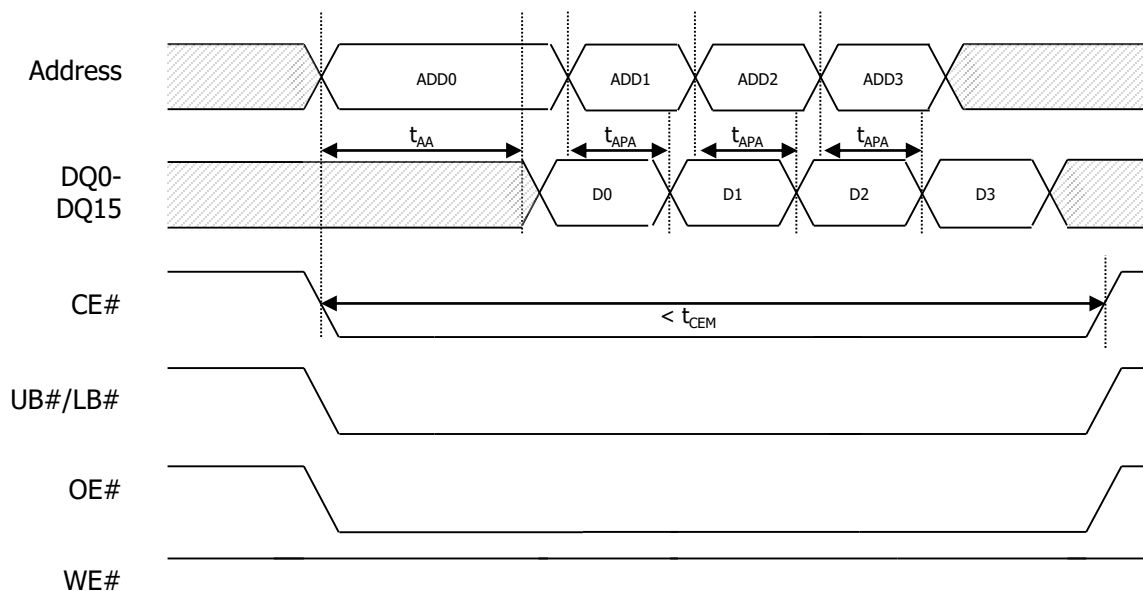 Address
ADD0
ADD1
ADD2
ADD3
tAA
tAPA
tAPA
tAPA
DQ0-
DQ15
D0
D1
D2
D3
CE#
< tCEM
UB#/LB#
OE#
WE#